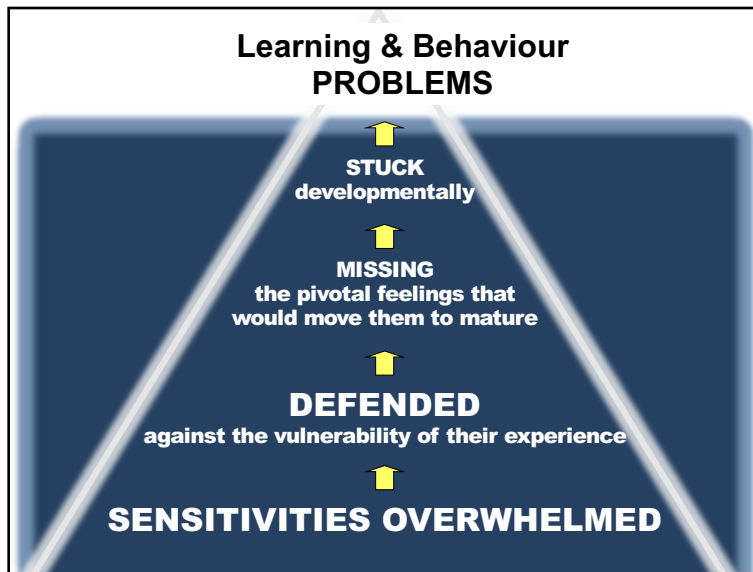 Learning & Behaviour
PROBLEMS
STUCK
developmentally
MISSING
the pivotal feelings that
would move them to mature
DEFENDED
against the vulnerability of their experience
SENSITIVITIES OVERWHELMED